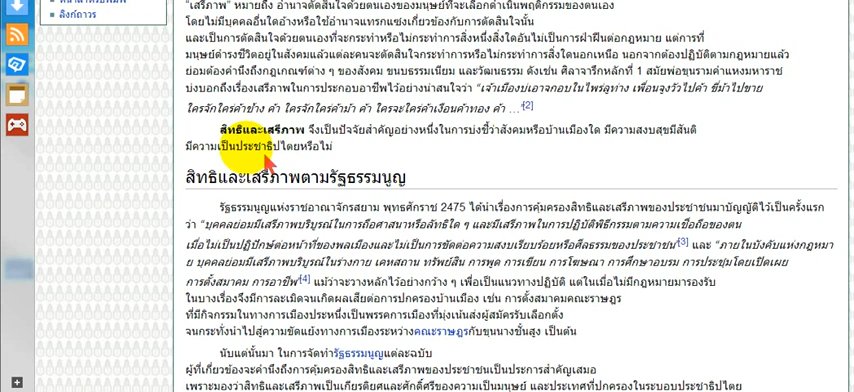 หน้าสำหรับพิมพ์
ลิงก์ถาวร
"เสรีภาพ" หมายถึง อำนาจตัดสินใจด้วยตนเองของมนุษย์ที่จะเลือกดำเนินพฤติกรรมของตนเอง
โดยไม่มีบุคคลอื่นใดอ้างหรือใช้อำนาจแทรกแซงเกี่ยวข้องกับการตัดสินใจนั้น
และเป็นการตัดสินใจด้วยตนเองที่จะกระทำหรือไม่กระทำการสิ่งหนึ่งสิ่งใดอันไม่เป็นการฝ่าฝืนต่อกฎหมาย แต่การที่
มนุษย์ดำรงชีวิตอยู่ในสังคมแล้วแต่ละคนจะตัดสินใจกระทำการหรือไม่กระทำการสิ่งใดนอกเหนือ นอกจากต้องปฏิบัติตามกฎหมายแล้ว
ย่อมต้องคำนึงถึงกฎเกณฑ์ต่าง ๆ ของสังคม ขนบธรรมเนียม และวัฒนธรรม ดังเช่น ศิลาจารึกหลักที่ 1 สมัยพ่อขุนรามคำแหงมหาราช
บ่งบอกถึงเรื่องเสรีภาพในการประกอบอาชีพไว้อย่างน่าสนใจว่า "เจ้าเมืองบ่เอาจกอบในไพร่ลูท่าง เพื่อนจูงวัวไปค้า ขี่ม้าไปขาย
ใครจักใคร่ค้าช้าง ค้า ใครจักใคร่ค้าม้า ค้า ใครจะใคร่ค้าเงือนค้าทอง ค้า …"[2]
สิทธิและเสรีภาพ จึงเป็นปัจจัยสำคัญอย่างหนึ่งในการบ่งชี้ว่าสังคมหรือบ้านเมืองใด มีความสงบสุขมีสันติ
มีความเป็นประชาธิปไตยหรือไม่
สิทธิและเสรีภาพตามรัฐธรรมนูญ
รัฐธรรมนูญแห่งราชอาณาจักรสยาม พุทธศักราช 2475 ได้นำเรื่องการคุ้มครองสิทธิและเสรีภาพของประชาชนมาบัญญัติไว้เป็นครั้งแรก
ว่า "บุคคลย่อมมีเสรีภาพบริบูรณ์ในการถือศาสนาหรือลัทธิใด ๆ และมีเสรีภาพในการปฏิบัติพิธีกรรมตามความเชื่อถือของตน
เมื่อไม่เป็นปฏิปักษ์ต่อหน้าที่ของพลเมืองและไม่เป็นการขัดต่อความสงบเรียบร้อยหรือศีลธรรมของประชาชน"[3] และ "ภายในบังคับแห่งกฎหมา
ย บุคคลย่อมมีเสรีภาพบริบูรณ์ในร่างกาย เคหสถาน ทรัพย์สิน การพูด การเขียน การโฆษณา การศึกษาอบรม การประชุมโดยเปิดเผย
การตั้งสมาคม การอาชีพ"[4] แม้ว่าจะวางหลักไว้อย่างกว้าง ๆ เพื่อเป็นแนวทางปฏิบัติ แต่ในเมื่อไม่มีกฎหมายมารองรับ
ในบางเรื่องจึงมีการละเมิดจนเกิดผลเสียต่อการปกครองบ้านเมือง เช่น การตั้งสมาคมคณะราษฎร
ที่มีกิจกรรมในทางการเมืองประหนึ่งเป็นพรรคการเมืองที่มุ่งเน้นส่งผู้สมัครรับเลือกตั้ง
จนกระทั่งนำไปสู่ความขัดแย้งทางการเมืองระหว่างคณะราษฎรกับขุนนางชั้นสูง เป็นต้น
นับแต่นั้นมา ในการจัดทำรัฐธรรมนูญแต่ละฉบับ
ผู้ที่เกี่ยวข้องจะคำนึงถึงการคุ้มครองสิทธิและเสรีภาพของประชาชนเป็นประการสำคัญเสมอ
เพราะมองว่าสิทธิและเสรีภาพเป็นเกียรติยศและศักดิ์ศรีของความเป็นมนุษย์ และประเทศที่ปกครองในระบอบประชาธิปไตย